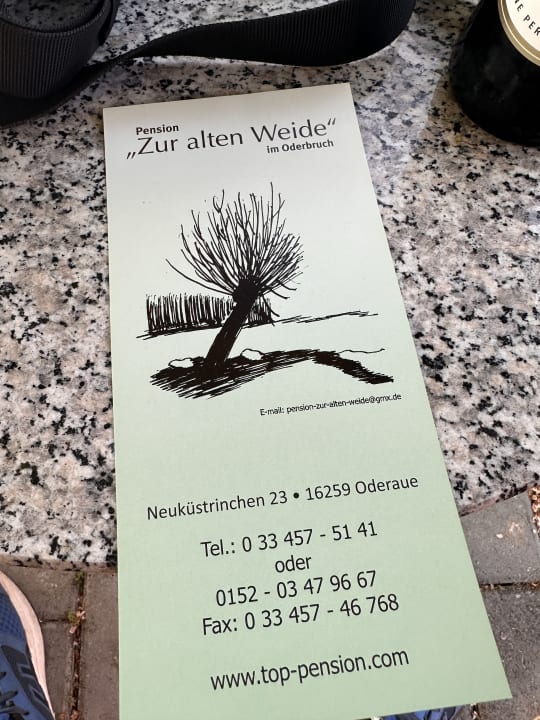 Pension
„Zur alten Weide“
im Oderbruch
E-mail: pension-zur-alten-weide@gmx.de
Neuküstrinchen 23 • 16259 Oderaue
Tel.: 0 33 457 - 51 41
oder
0152 - 03 47 96 67
Fax: 0 33 457 - 46 768
www.top-pension.com